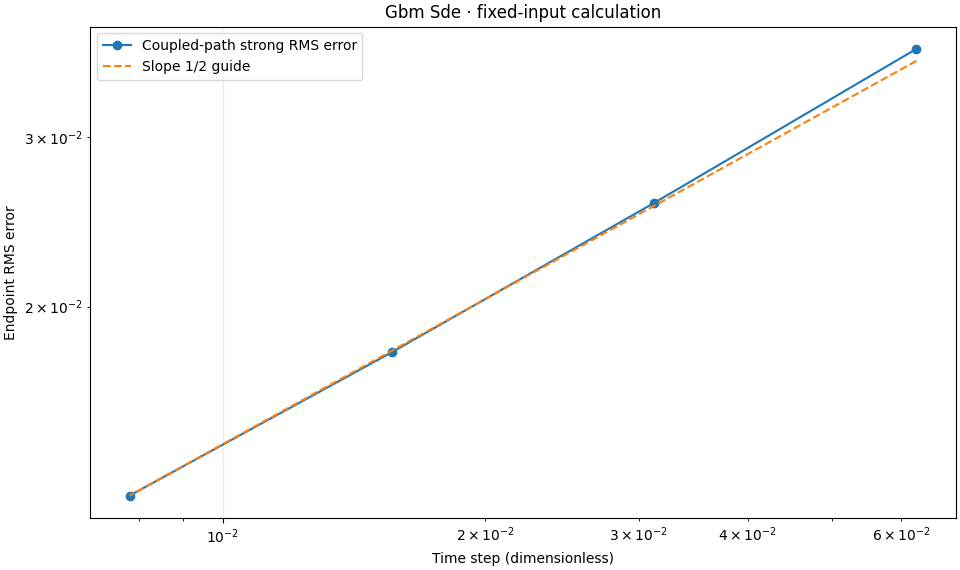 Gbm Sde · fixed-input calculation
Coupled-path strong RMS error
Slope 1/2 guide
Endpoint RMS error
3 × 10⁻²
2 × 10⁻²
10⁻²
2 × 10⁻²
3 × 10⁻²
4 × 10⁻²
6 × 10⁻²
Time step (dimensionless)